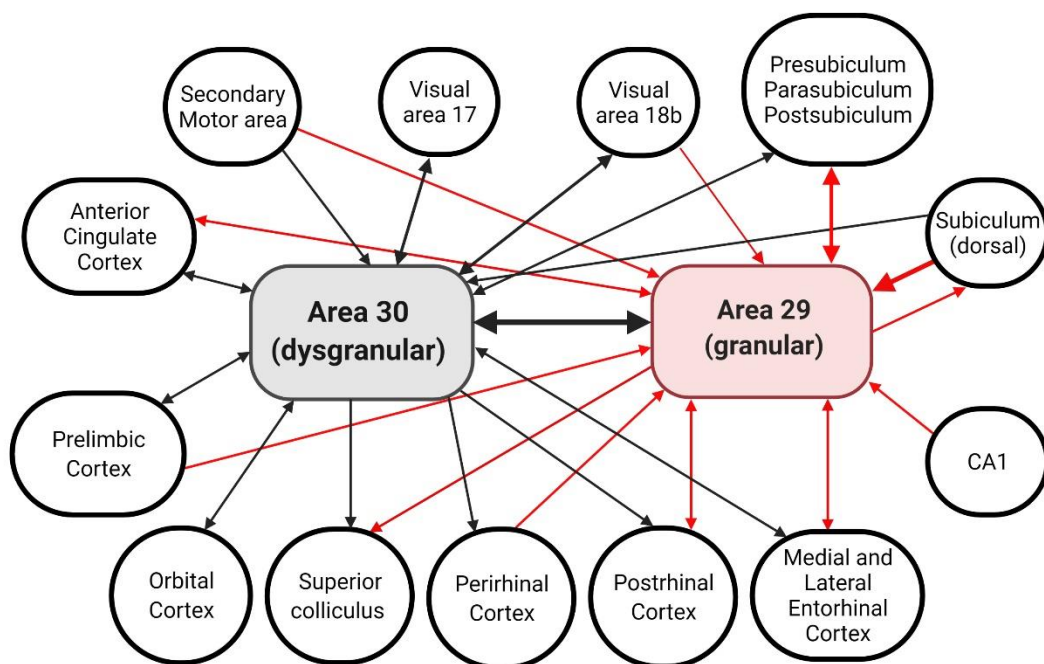 Secondary
Motor area
Visual
area 17
Visual
area 18b
Presubiculum
Parasubiculum
Postsubiculum
Anterior
Cingulate
Cortex
Subiculum
(dorsal)
Area 30
(dysgranular)
Area 29
(granular)
Prelimbic
Cortex
CA1
Orbital
Cortex
Superior
colliculus
Perirhinal
Cortex
Postrhinal
Cortex
Medial and
Lateral
Entorhinal
Cortex